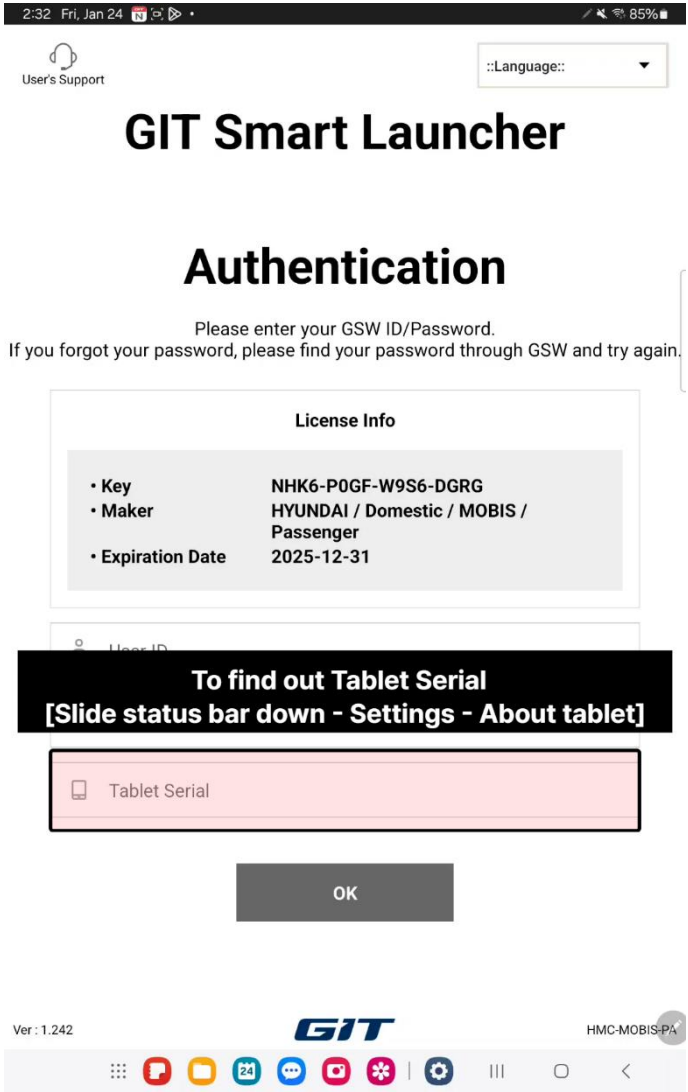 2:32 Fri, Jan 24
85%
User's Support
::Language::
GIT Smart Launcher
Authentication
Please enter your GSW ID/Password.
If you forgot your password, please find your password through GSW and try again.
License Info
• Key NHK6-P0GF-W9S6-DGRG
• Maker HYUNDAI / Domestic / MOBIS /
Passenger
• Expiration Date 2025-12-31
User ID
To find out Tablet Serial
[Slide status bar down - Settings - About tablet]
Tablet Serial
OK
Ver : 1.242
GIT
HMC-MOBIS-PA
24